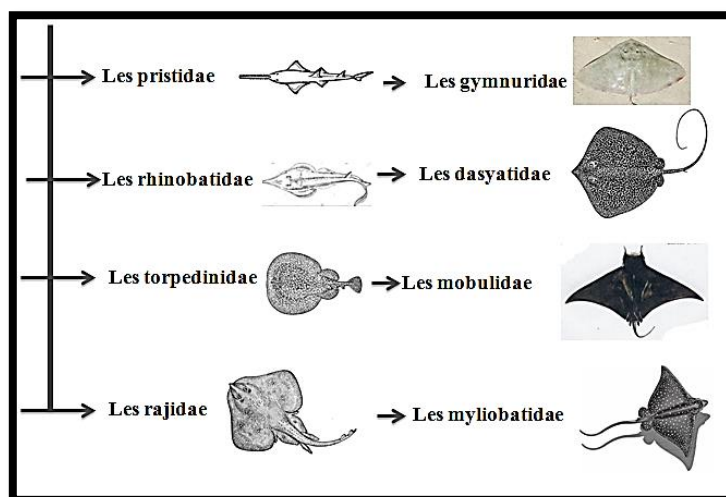 Les pristidae
Les gymnuridae
Les rhinobatidae
Les dasyatidae
Les torpedinidae
Les mobulidae
Les rajidae
Les myliobatidae